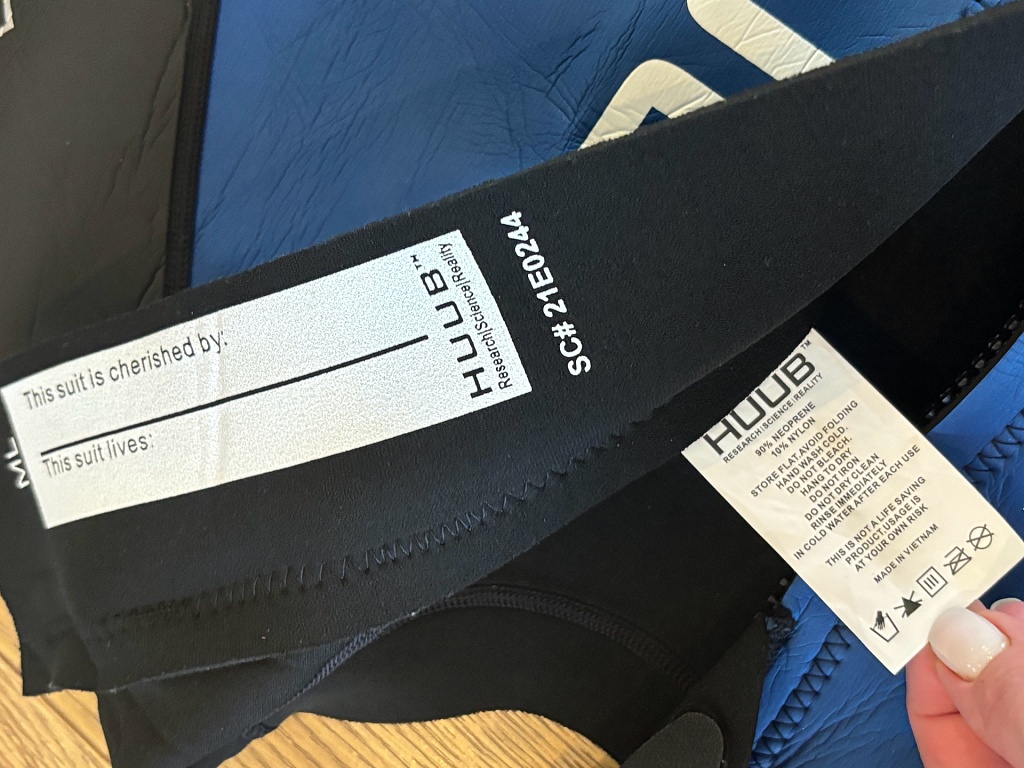 This suit is cherished by:
This suit lives:
HUUB™
Research|Science|Reality
SC# 21E0244
ML
HUUB™
RESEARCH|SCIENCE|REALITY
90% NEOPRENE
10% NYLON
STORE FLAT, AVOID FOLDING
HAND WASH COLD.
DO NOT BLEACH.
HANG TO DRY
DO NOT IRON
DO NOT DRY CLEAN
RINSE IMMEDIATELY
IN COLD WATER AFTER EACH USE
THIS IS NOT A LIFE SAVING
PRODUCT USAGE IS
AT YOUR OWN RISK
MADE IN VIETNAM